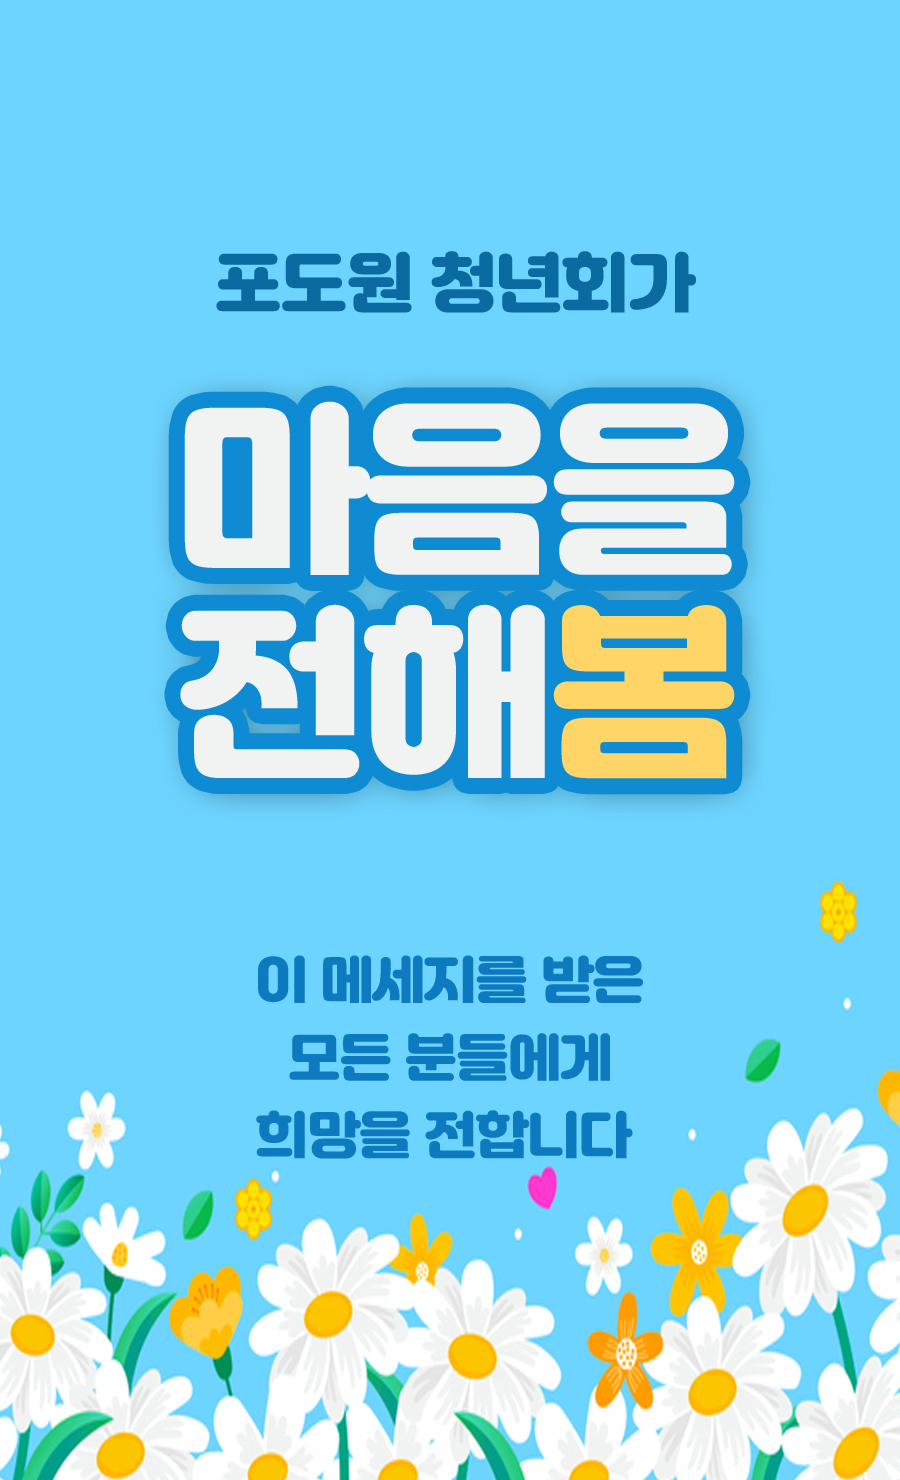 포도원 청년회가
마음을
전해봄
이 메세지를 받은
모든 분들에게
희망을 전합니다